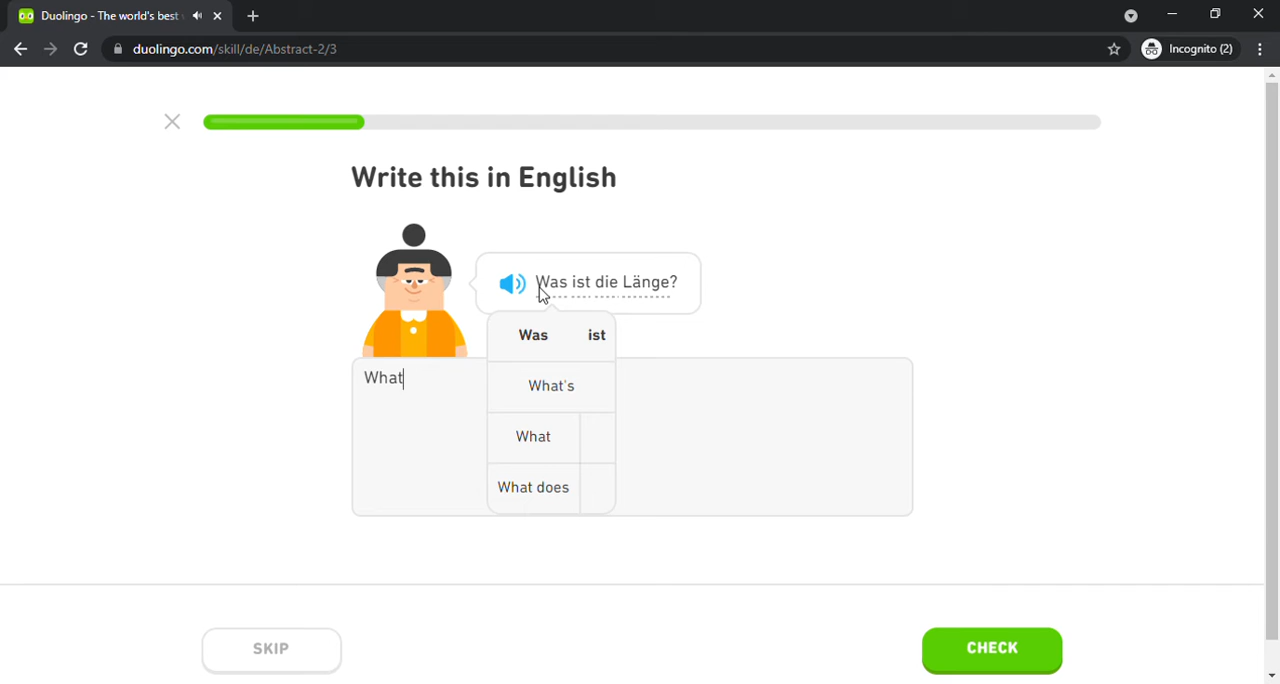 Duolingo - The world's best
duolingo.com/skill/de/Abstract-2/3
Incognito (2)
Write this in English
Was ist die Länge?
Was ist
What's
What
What does
What
SKIP
CHECK